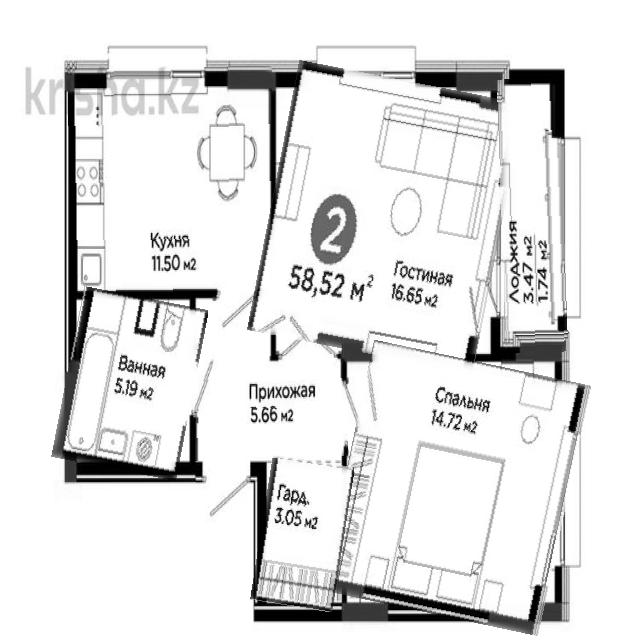 krisha.kz
Кухня
11.50 м2
2
58,52 м²
Гостиная
16.65 м2
Лоджия
3.47 м2
1.74 м2
Ванная
5.19 м2
Прихожая
5.66 м2
Спальня
14.72 м2
Гард.
3.05 м2